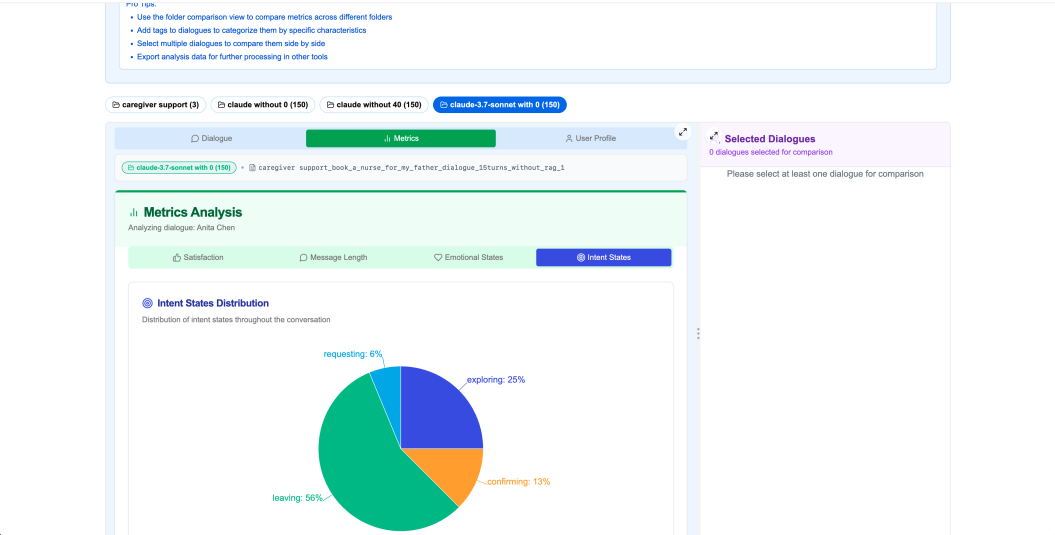 Pro Tips:
• Use the folder comparison view to compare metrics across different folders
• Add tags to dialogues to categorize them by specific characteristics
• Select multiple dialogues to compare them side by side
• Export analysis data for further processing in other tools
caregiver support (3) claude without 0 (150) claude without 40 (150) claude-3.7-sonnet with 0 (150)
Dialogue Metrics User Profile
claude-3.7-sonnet with 0 (150) • caregiver support_book_a_nurse_for_my_father_dialogue_15turns_without_rag_1
Metrics Analysis
Analyzing dialogue: Anita Chen
Satisfaction Message Length Emotional States Intent States
Intent States Distribution
Distribution of intent states throughout the conversation
requesting: 6%
exploring: 25%
confirming: 13%
leaving: 56%
Selected Dialogues
0 dialogues selected for comparison
Please select at least one dialogue for comparison